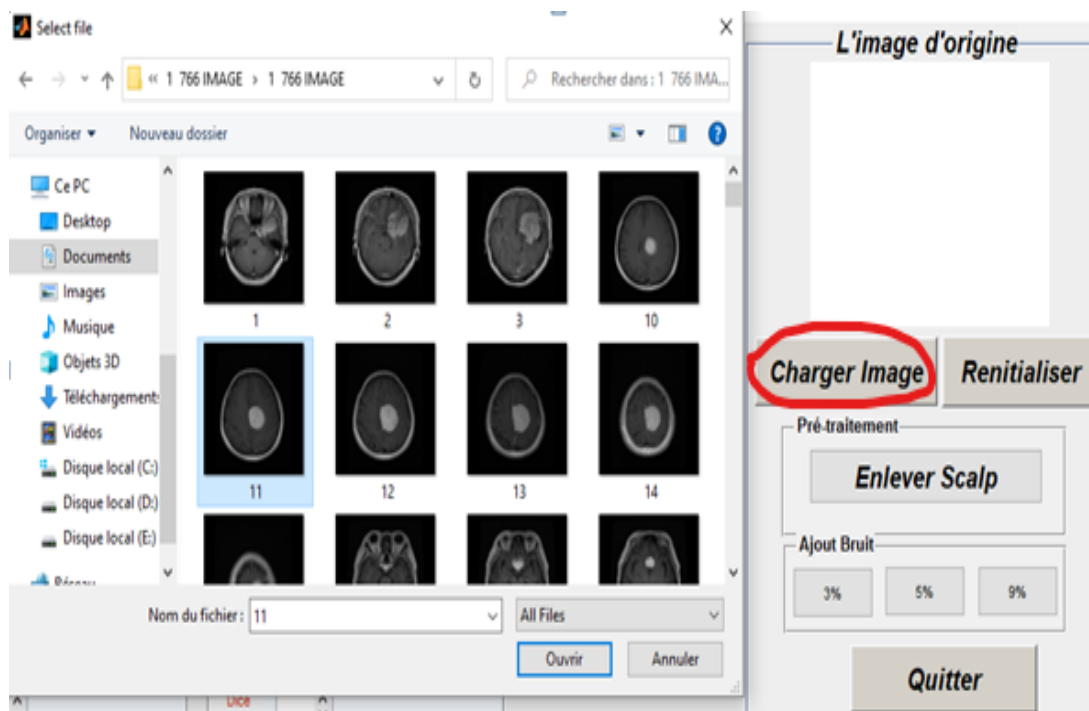 Select file
« 1 766 IMAGE > 1 766 IMAGE
Rechercher dans : 1 766 IMA...
Organiser
Nouveau dossier
Ce PC
Desktop
Documents
Images
Musique
Objets 3D
Téléchargements
Vidéos
Disque local (C:)
Disque local (D:)
Disque local (E:)
Réseau
1
2
3
10
11
12
13
14
Nom du fichier : 11
All Files
Ouvrir
Annuler
Dice
L'image d'origine
Charger Image
Renitialiser
Pré-traitement
Enlever Scalp
Ajout Bruit
3%
5%
9%
Quitter